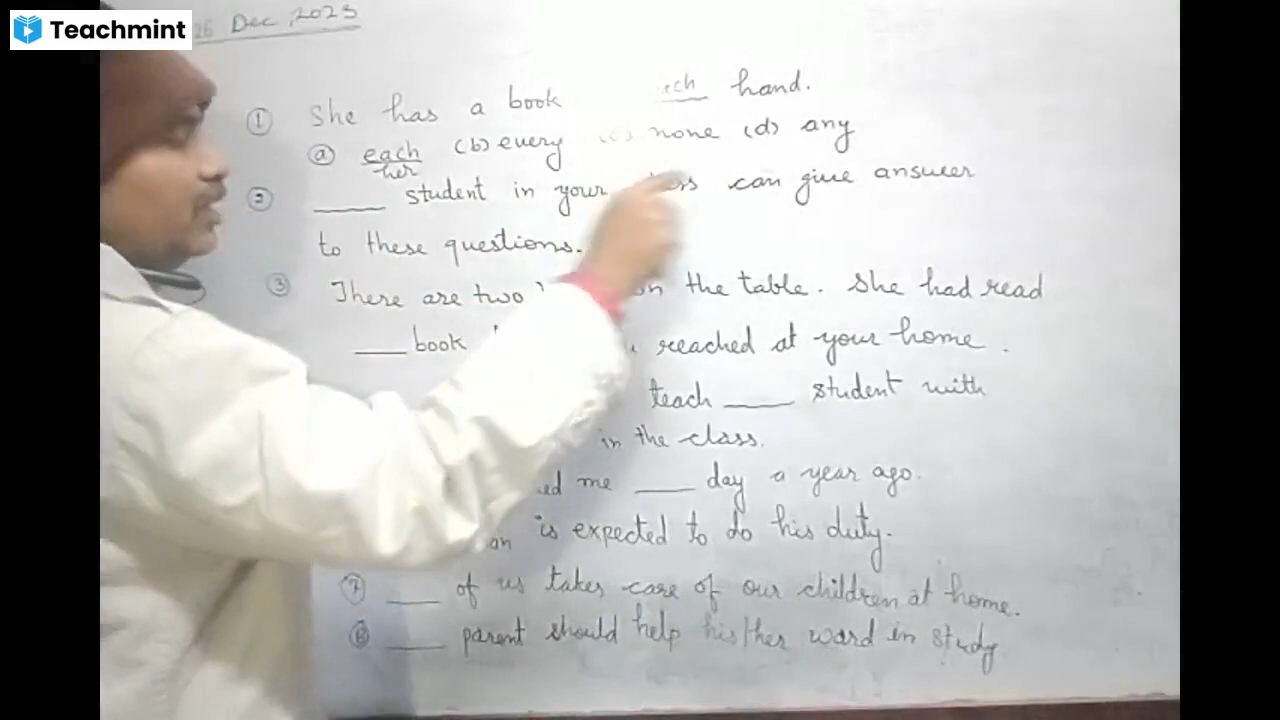 Teachmint
26 Dec, 2023
① She has a book each hand.
ⓐ each (b) every (c) none (d) any
her
② ____ student in your class can give answer
to these questions.
③ There are two on the table. She had read
____ book reached at your home.
teach ____ student with
in the class.
me ____ day a year ago.
is expected to do his duty.
⑦ ____ of us takes care of our children at home.
⑧ ____ parent should help his/her ward in study